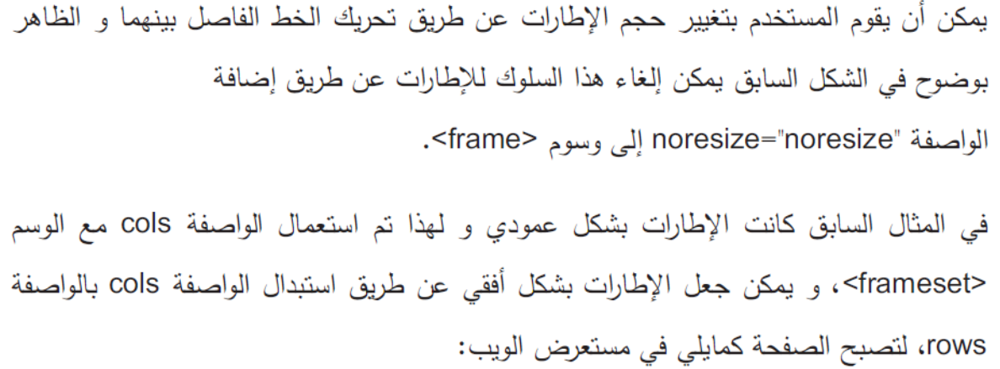 يمكن أن يقوم المستخدم بتغيير حجم الإطارات عن طريق تحريك الخط الفاصل بينهما و الظاهر
بوضوح في الشكل السابق يمكن إلغاء هذا السلوك للإطارات عن طريق إضافة
الواصفة "noresize="noresize إلى وسوم <frame>.
في المثال السابق كانت الإطارات بشكل عمودي و لهذا تم استعمال الواصفة cols مع الوسم
<frameset>، و يمكن جعل الإطارات بشكل أفقي عن طريق استبدال الواصفة cols بالواصفة
rows، لتصبح الصفحة كمايلي في مستعرض الويب: